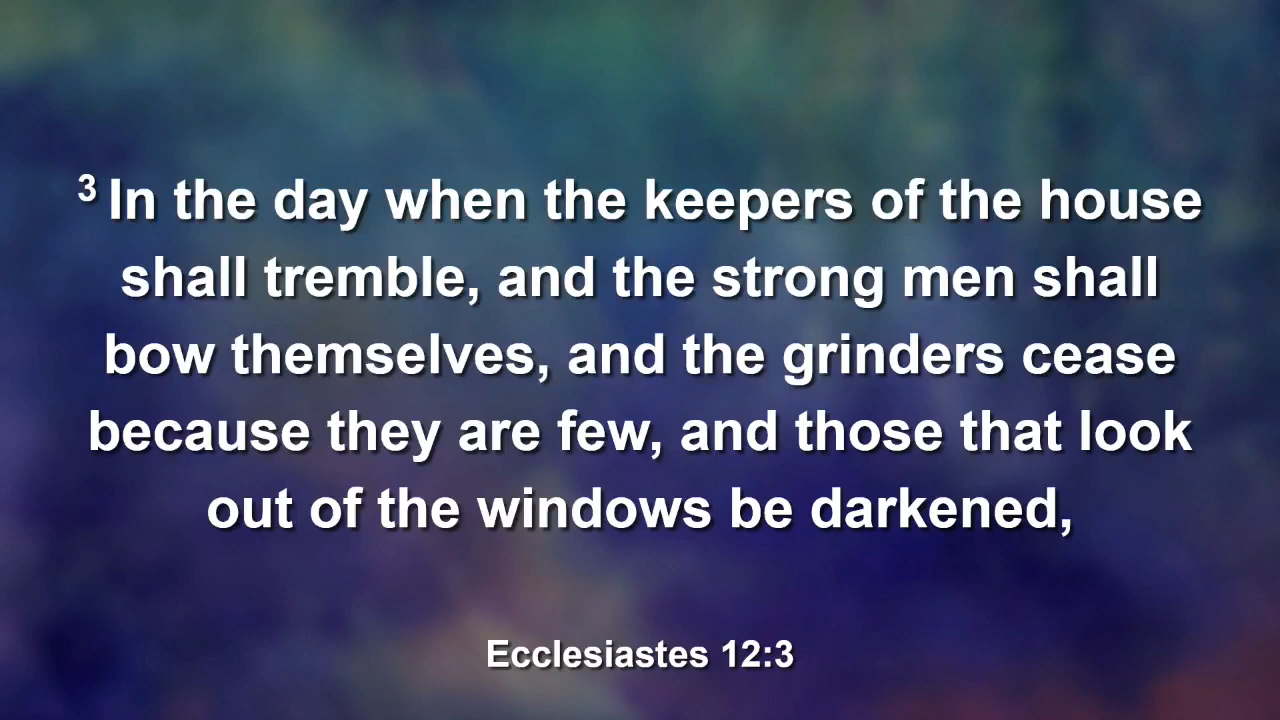 3 In the day when the keepers of the house
shall tremble, and the strong men shall
bow themselves, and the grinders cease
because they are few, and those that look
out of the windows be darkened,
Ecclesiastes 12:3